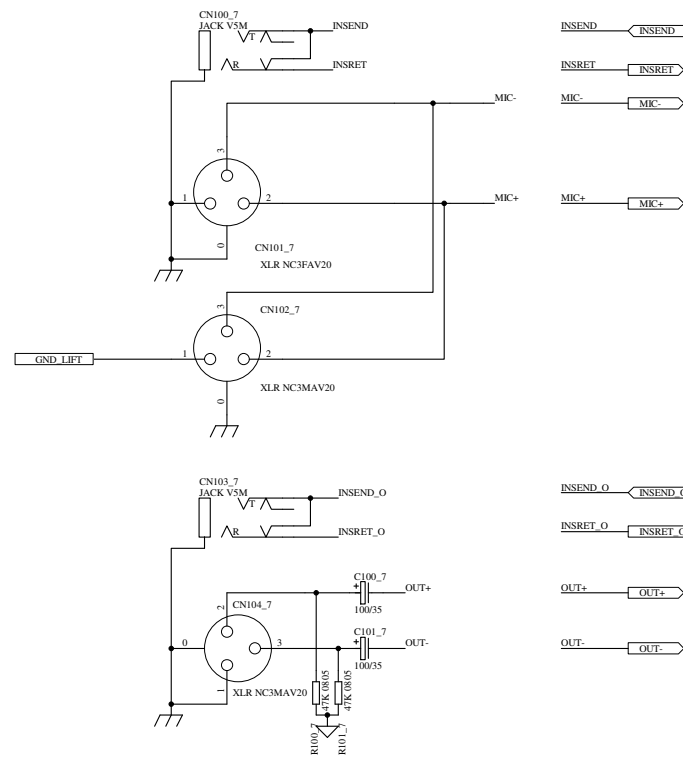 CN100_7
JACK V5M
T
INSEND
R
INSRET
INSEND
INSEND
INSRET
INSRET
MIC-
MIC-
MIC-
3
1
2
MIC+
MIC+
MIC+
0
CN101_7
XLR NC3FAV20
3
CN102_7
GND_LIFT
1
2
XLR NC3MAV20
0
CN103_7
JACK V5M
T
INSEND_O
R
INSRET_O
INSEND_O
INSEND_O
INSRET_O
INSRET_O
C100_7
+
OUT+
100/35
OUT+
OUT+
2
CN104_7
0
3
C101_7
+
OUT-
100/35
OUT-
OUT-
1
XLR NC3MAV20
47K 0805
47K 0805
R100_7
R101_7